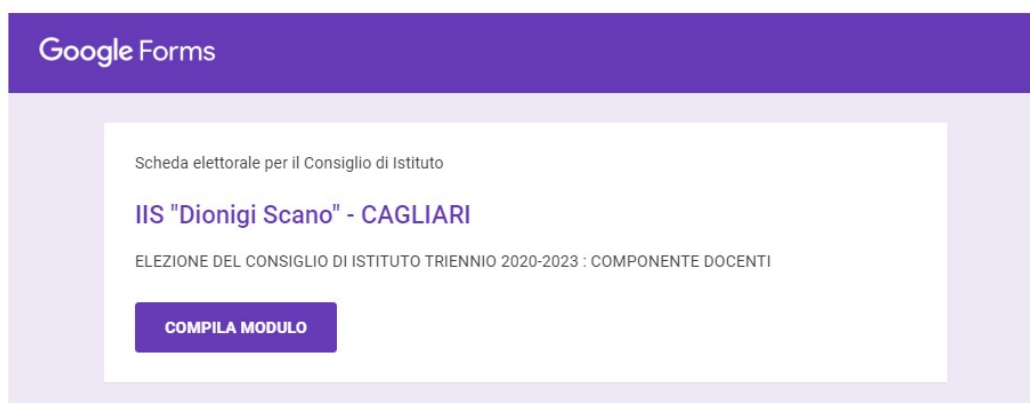 Google Forms
Scheda elettorale per il Consiglio di Istituto
IIS "Dionigi Scano" - CAGLIARI
ELEZIONE DEL CONSIGLIO DI ISTITUTO TRIENNIO 2020-2023 : COMPONENTE DOCENTI
COMPILA MODULO